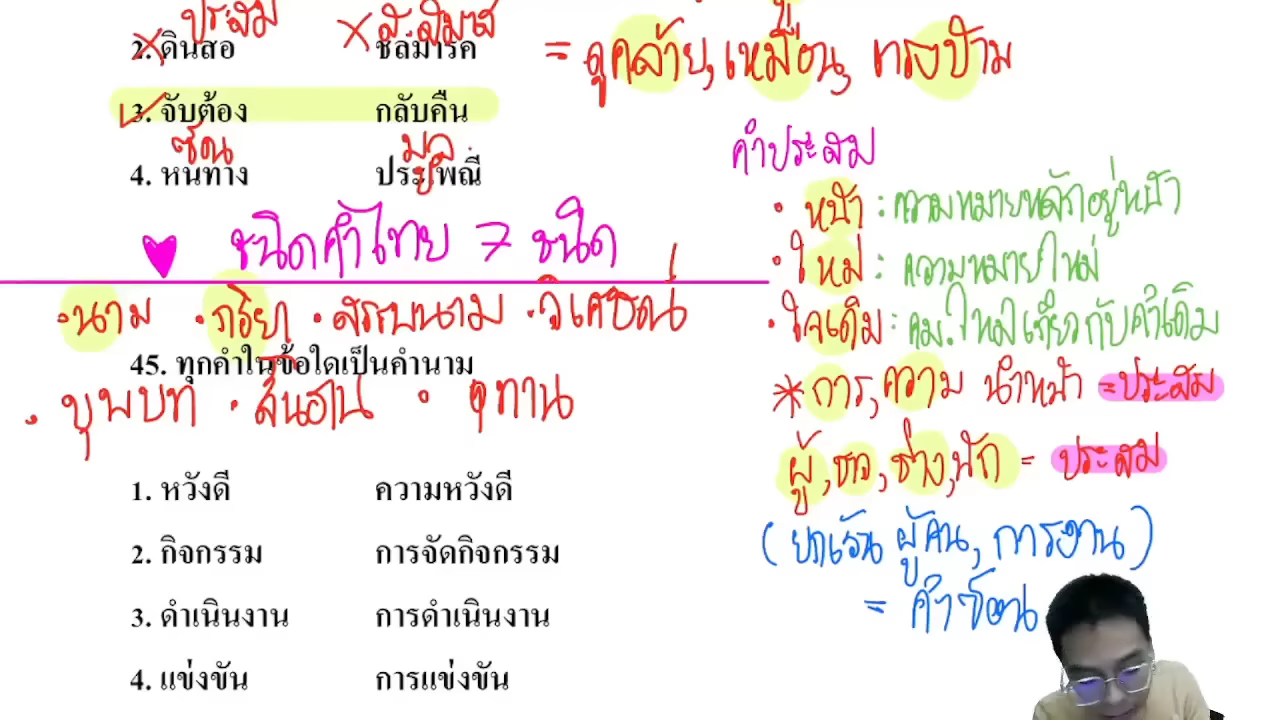 ประสม ส.สมาส
2. ดินสอ ชลมารค = ดูคล้าย, เหมือน, ตรงข้าม
3. จับต้อง กลับคืน
คำประสม
ซ้อน มูล
4. หนทาง ประเพณี
• หน้า : ความหมายหลักอยู่หน้า
♥ ชนิดคำไทย 7 ชนิด
• ใหม่ : ความหมายใหม่
• นาม • กริยา • สรรพนาม • วิเศษณ์
• ใจเดิม : คม. ใหม่เกี่ยวกับคำเดิม
45. ทุกคำในข้อใดเป็นคำนาม
* การ, ความ นำหน้า = ประสม
• บุพบท • สันธาน • อุทาน
ผู้, ชาว, ช่าง, นัก = ประสม
1. หวังดี ความหวังดี
(ยกเว้น ผู้คน, การงาน)
2. กิจกรรม การจัดกิจกรรม
= คำซ้อน
3. ดำเนินงาน การดำเนินงาน
4. แข่งขัน การแข่งขัน